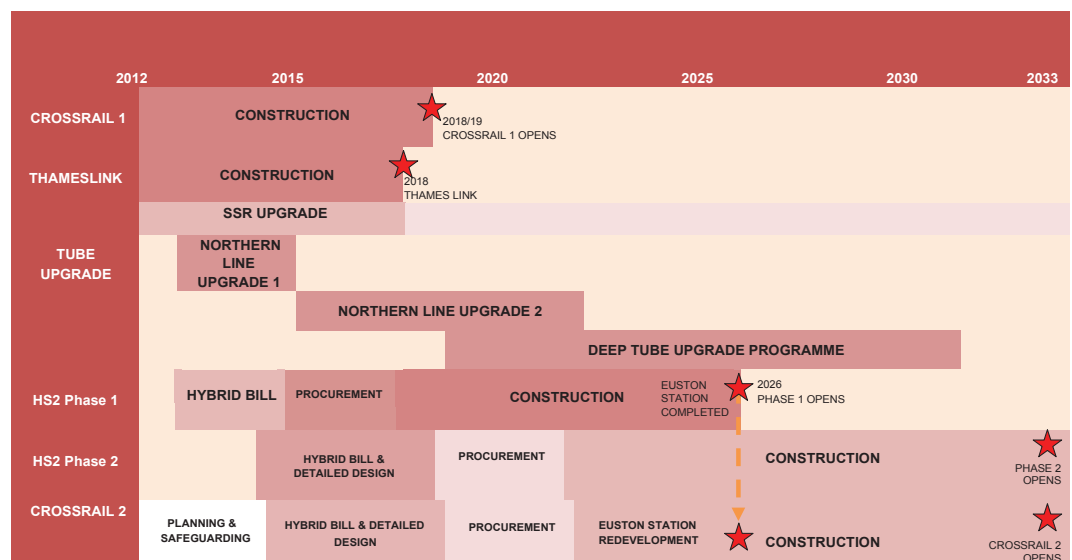 2012 2015 2020 2025 2030 2033
CROSSRAIL 1
CONSTRUCTION
2018/19
CROSSRAIL 1 OPENS
THAMESLINK
CONSTRUCTION
2018
THAMES LINK
TUBE
UPGRADE
SSR UPGRADE
NORTHERN
LINE
UPGRADE 1
NORTHERN LINE UPGRADE 2
DEEP TUBE UPGRADE PROGRAMME
HS2 Phase 1
HYBRID BILL
PROCUREMENT
CONSTRUCTION
EUSTON
STATION
COMPLETED
2026
PHASE 1 OPENS
HS2 Phase 2
HYBRID BILL &
DETAILED DESIGN
PROCUREMENT
CONSTRUCTION
PHASE 2
OPENS
CROSSRAIL 2
PLANNING &
SAFEGUARDING
HYBRID BILL & DETAILED
DESIGN
PROCUREMENT
EUSTON STATION
REDEVELOPMENT
CONSTRUCTION
CROSSRAIL 2
OPENS